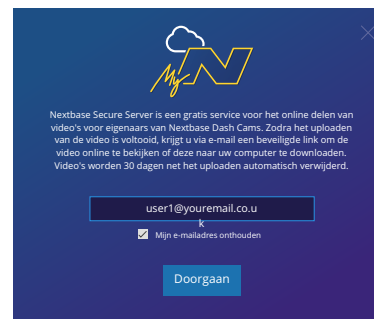 My N
Nextbase Secure Server is een gratis service voor het online delen van
video's voor eigenaars van Nextbase Dash Cams. Zodra het uploaden
van de video is voltooid, krijgt u via e-mail een beveiligde link om de
video online te bekijken of deze naar uw computer te downloaden.
Video's worden 30 dagen net het uploaden automatisch verwijderd.
user1@youremail.co.u
k
Mijn e-mailadres onthouden
Doorgaan